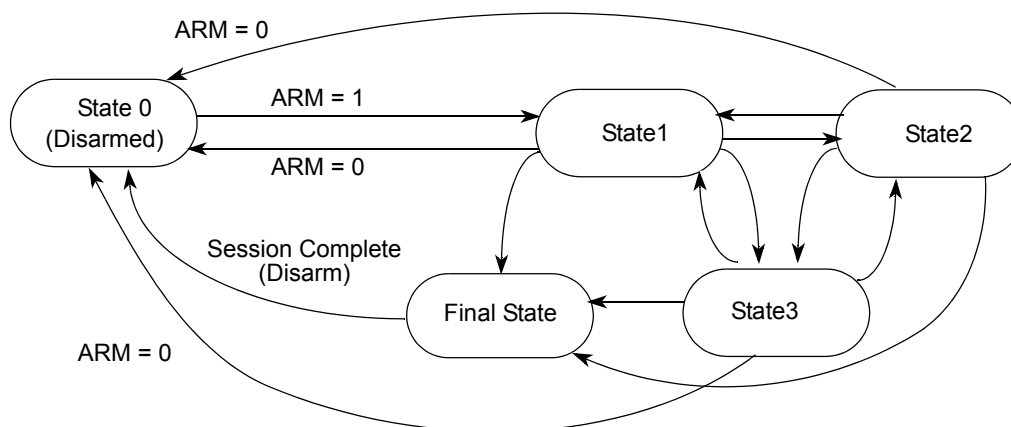 ARM = 0
State 0
(Disarmed)
ARM = 1
ARM = 0
State1
State2
Session Complete
(Disarm)
Final State
State3
ARM = 0